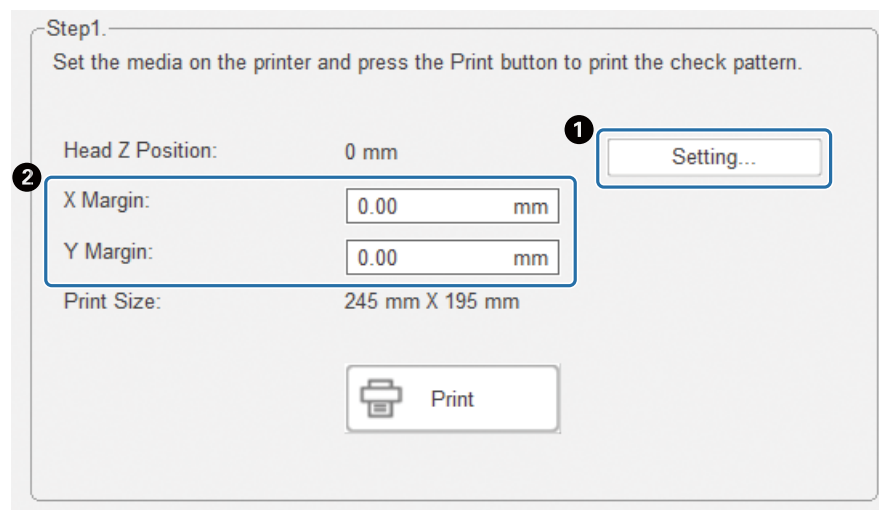 Step1.
Set the media on the printer and press the Print button to print the check pattern.
1
Head Z Position: 0 mm Setting...
2
X Margin: 0.00 mm
Y Margin: 0.00 mm
Print Size: 245 mm X 195 mm
Print